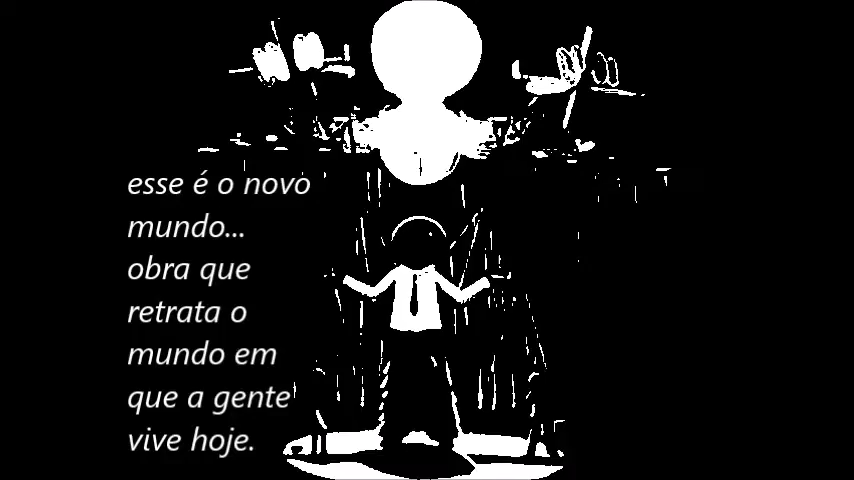 esse é o novo
mundo...
obra que
retrata o
mundo em
que a gente
vive hoje.